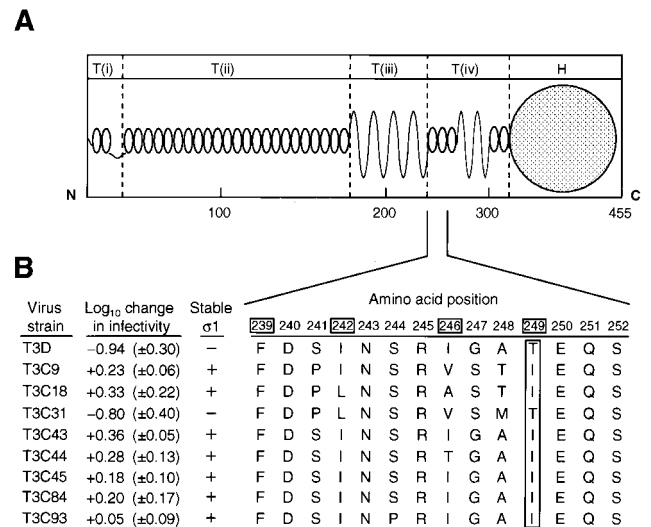 A
T(i) T(ii) T(iii) T(iv) H
N C
100 200 300 455
B
Amino acid position
Virus strain Log10 change in infectivity Stable σ1 239 240 241 242 243 244 245 246 247 248 249 250 251 252
T3D −0.94 (±0.30) − F D S I N S R I G A T E Q S
T3C9 +0.23 (±0.06) + F D P I N S R V S T I E Q S
T3C18 +0.33 (±0.22) + F D P L N S R A S T I E Q S
T3C31 −0.80 (±0.40) − F D P L N S R V S M T E Q S
T3C43 +0.36 (±0.05) + F D S I N S R I G A I E Q S
T3C44 +0.28 (±0.13) + F D S I N S R T G A I E Q S
T3C45 +0.18 (±0.10) + F D S I N S R I G A I E Q S
T3C84 +0.20 (±0.17) + F D S I N S R I G A I E Q S
T3C93 +0.05 (±0.09) + F D S I N P R I G A I E Q S